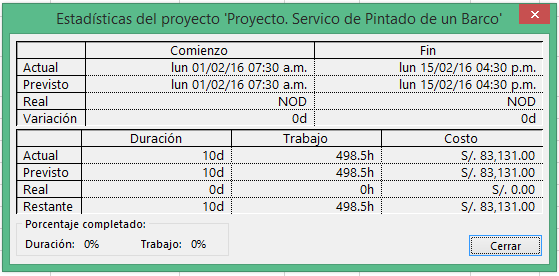 Estadísticas del proyecto 'Proyecto. Servico de Pintado de un Barco'
Comienzo Fin
Actual lun 01/02/16 07:30 a.m. lun 15/02/16 04:30 p.m.
Previsto lun 01/02/16 07:30 a.m. lun 15/02/16 04:30 p.m.
Real NOD NOD
Variación 0d
Duración Trabajo Costo
Actual 10d 498.5h S/. 83,131.00
Previsto 10d 498.5h S/. 83,131.00
Real 0d 0h S/. 0.00
Restante 10d 498.5h S/. 83,131.00
Porcentaje completado:
Duración: 0% Trabajo: 0%
Cerrar